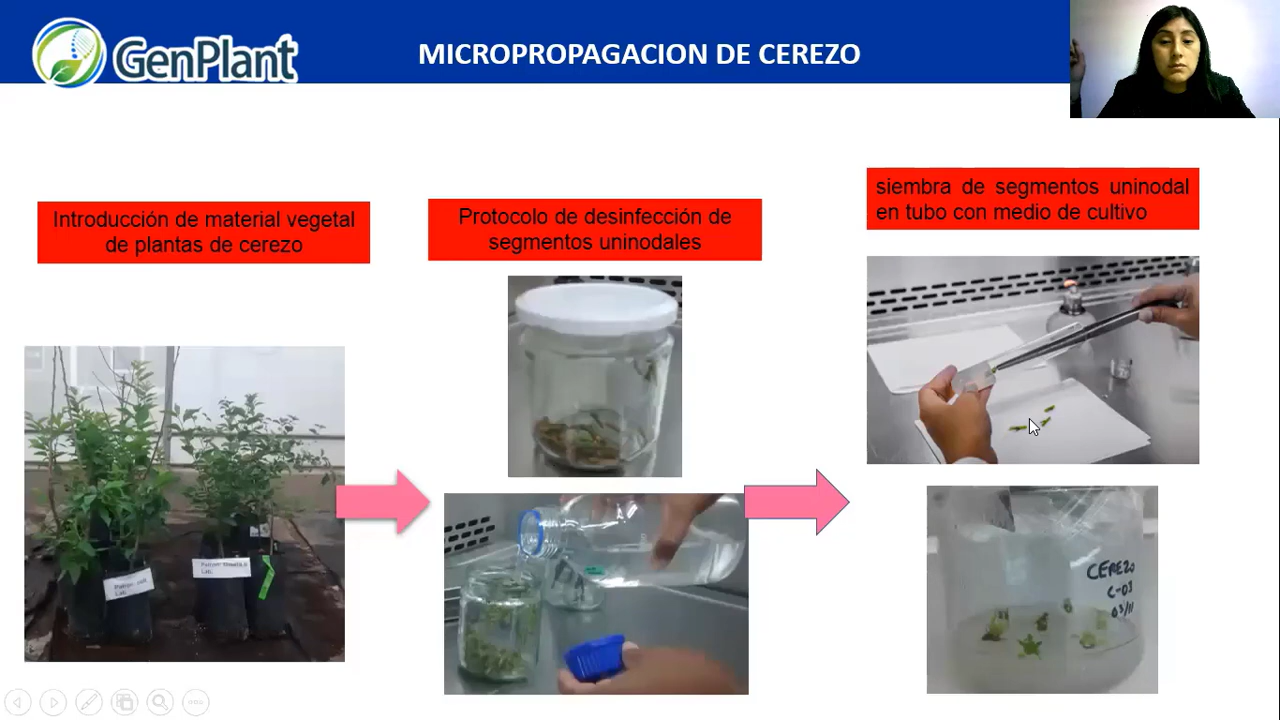 GenPlant
MICROPROPAGACION DE CEREZO
Introducción de material vegetal
de plantas de cerezo
Protocolo de desinfección de
segmentos uninodales
siembra de segmentos uninodal
en tubo con medio de cultivo
CEREZO
C-03
03/11